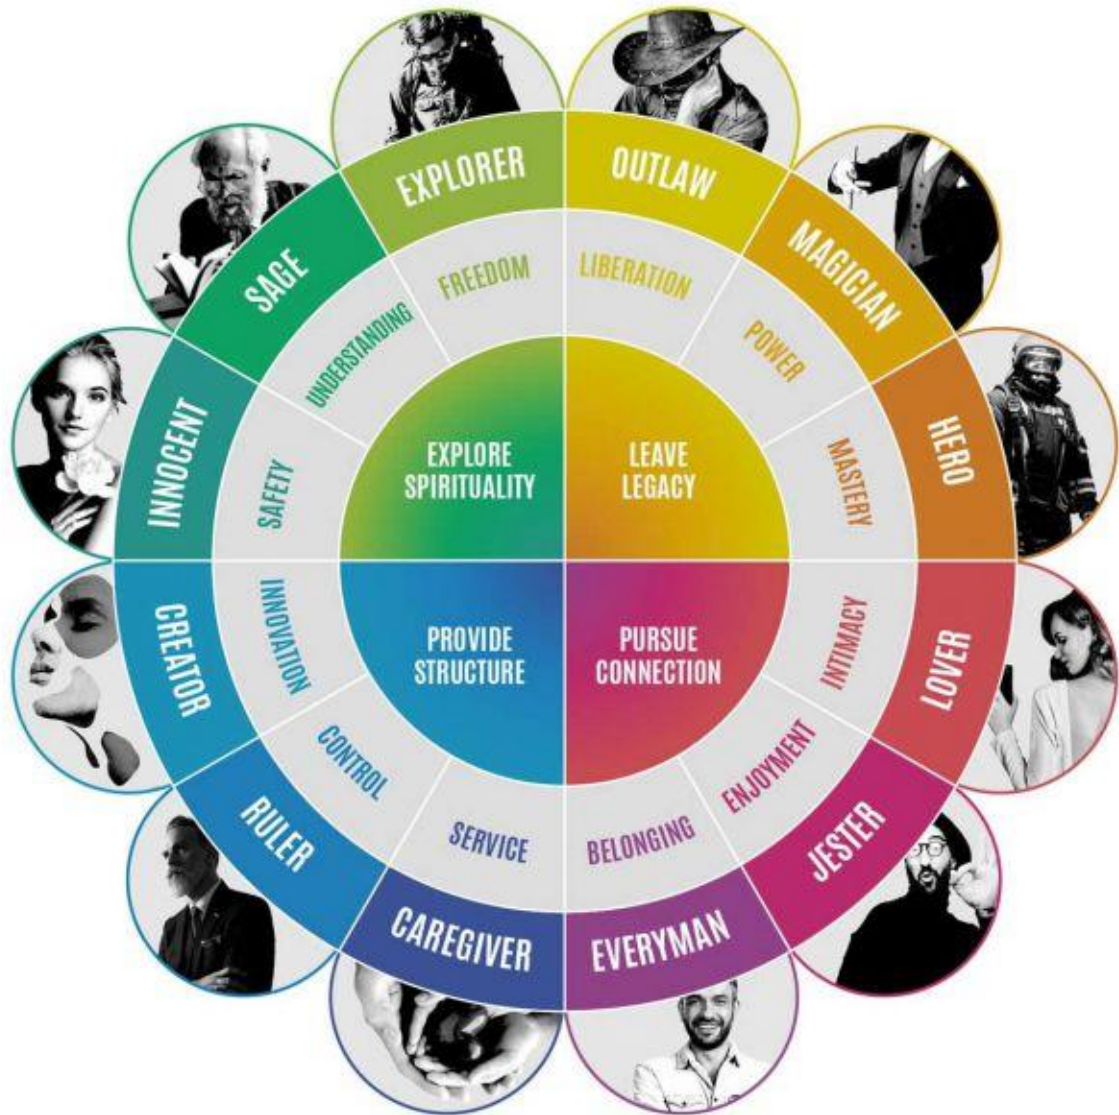 EXPLORER
OUTLAW
MAGICIAN
HERO
LOVER
JESTER
EVERYMAN
CAREGIVER
RULER
CREATOR
INNOCENT
SAGE
FREEDOM
LIBERATION
POWER
MASTERY
INTIMACY
ENJOYMENT
BELONGING
SERVICE
CONTROL
INNOVATION
SAFETY
UNDERSTANDING
EXPLORE
SPIRITUALITY
LEAVE
LEGACY
PROVIDE
STRUCTURE
PURSUE
CONNECTION